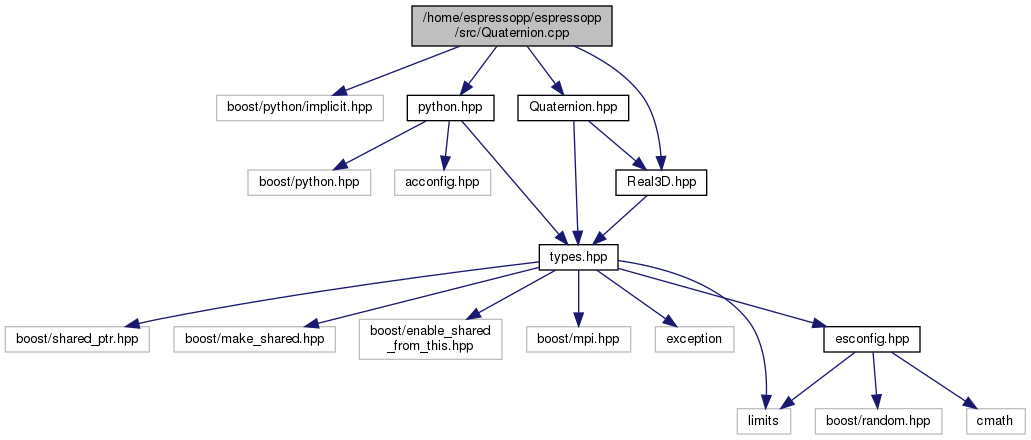 /home/espressopp/espressopp
/src/Quaternion.cpp
boost/python/implicit.hpp
python.hpp
Quaternion.hpp
boost/python.hpp
acconfig.hpp
Real3D.hpp
types.hpp
boost/shared_ptr.hpp
boost/make_shared.hpp
boost/enable_shared
_from_this.hpp
boost/mpi.hpp
exception
esconfig.hpp
limits
boost/random.hpp
cmath